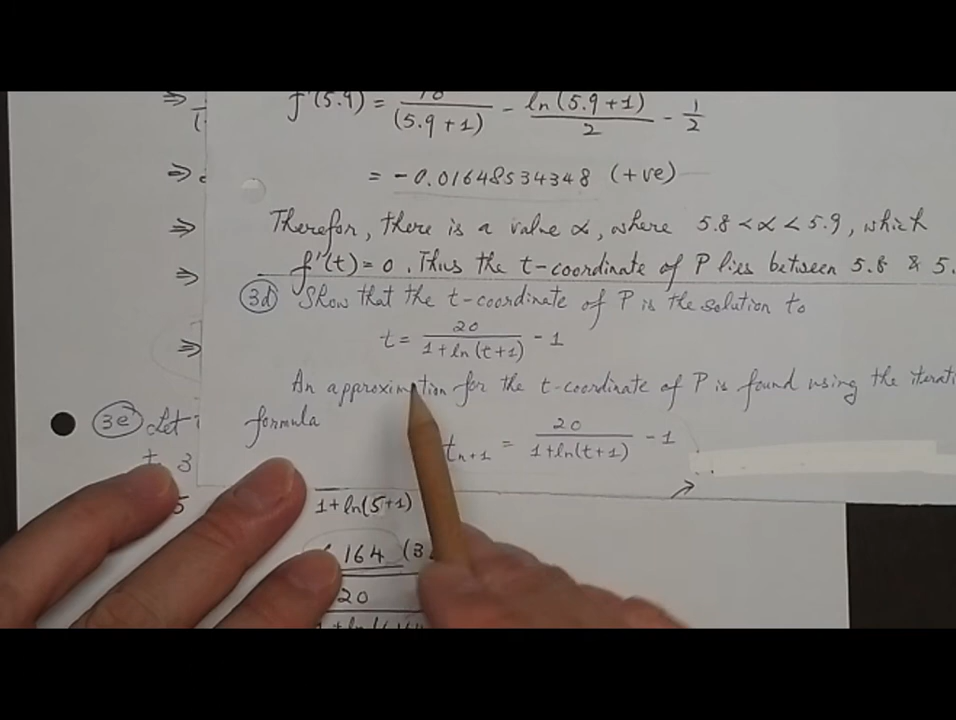 ⇒
f'(5.9) = 10/(5.9+1) - ln(5.9+1)/2 - 1/2
⇒
= -0.01648534348 (+ve)
⇒ Therefor, there is a value α, where 5.8 < α < 5.9, which
⇒ f'(t) = 0. Thus the t-coordinate of P lies between 5.8 & 5.
3d Show that the t-coordinate of P is the solution to
⇒ t = 20/(1+ln(t+1)) - 1
An approximation for the t-coordinate of P is found using the iterati
3e Let formula
t_{n+1} = 20/(1+ln(t+1)) - 1
t 3
5 1+ln(5+1)
164 (3
20